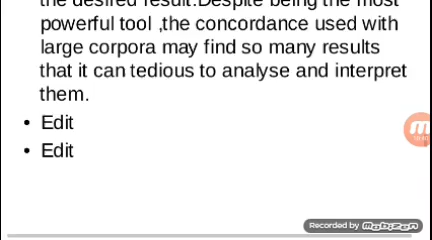 the desired result.Despite being the most
powerful tool ,the concordance used with
large corpora may find so many results
that it can tedious to analyse and interpret
them.
• Edit
• Edit
Recorded by mobizen